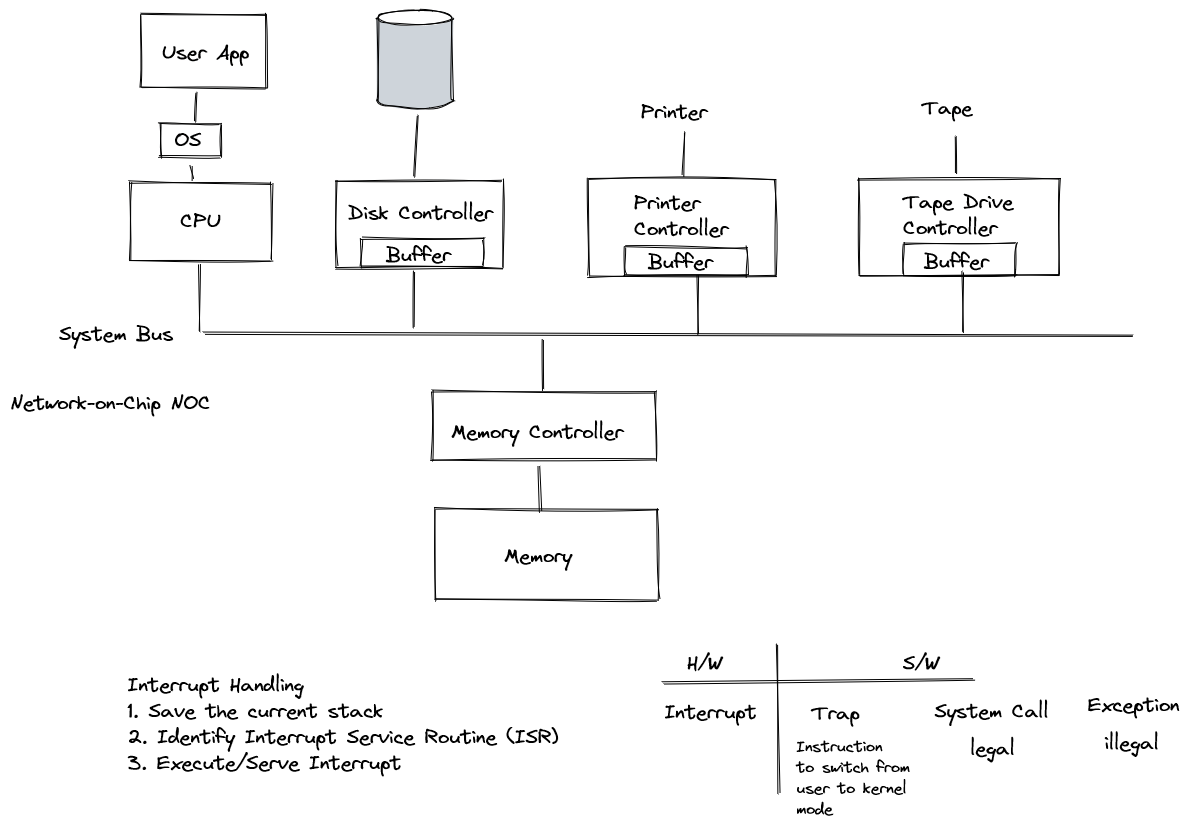 User App
OS
CPU
Disk Controller
Buffer
Printer
Printer
Controller
Buffer
Tape
Tape Drive
Controller
Buffer
System Bus
Network-on-Chip NOC
Memory Controller
Memory
Interrupt Handling
1. Save the current stack
2. Identify Interrupt Service Routine (ISR)
3. Execute/Serve Interrupt
H/W
S/W
Interrupt
Trap
Instruction
to switch from
user to kernel
mode
System Call
legal
Exception
illegal